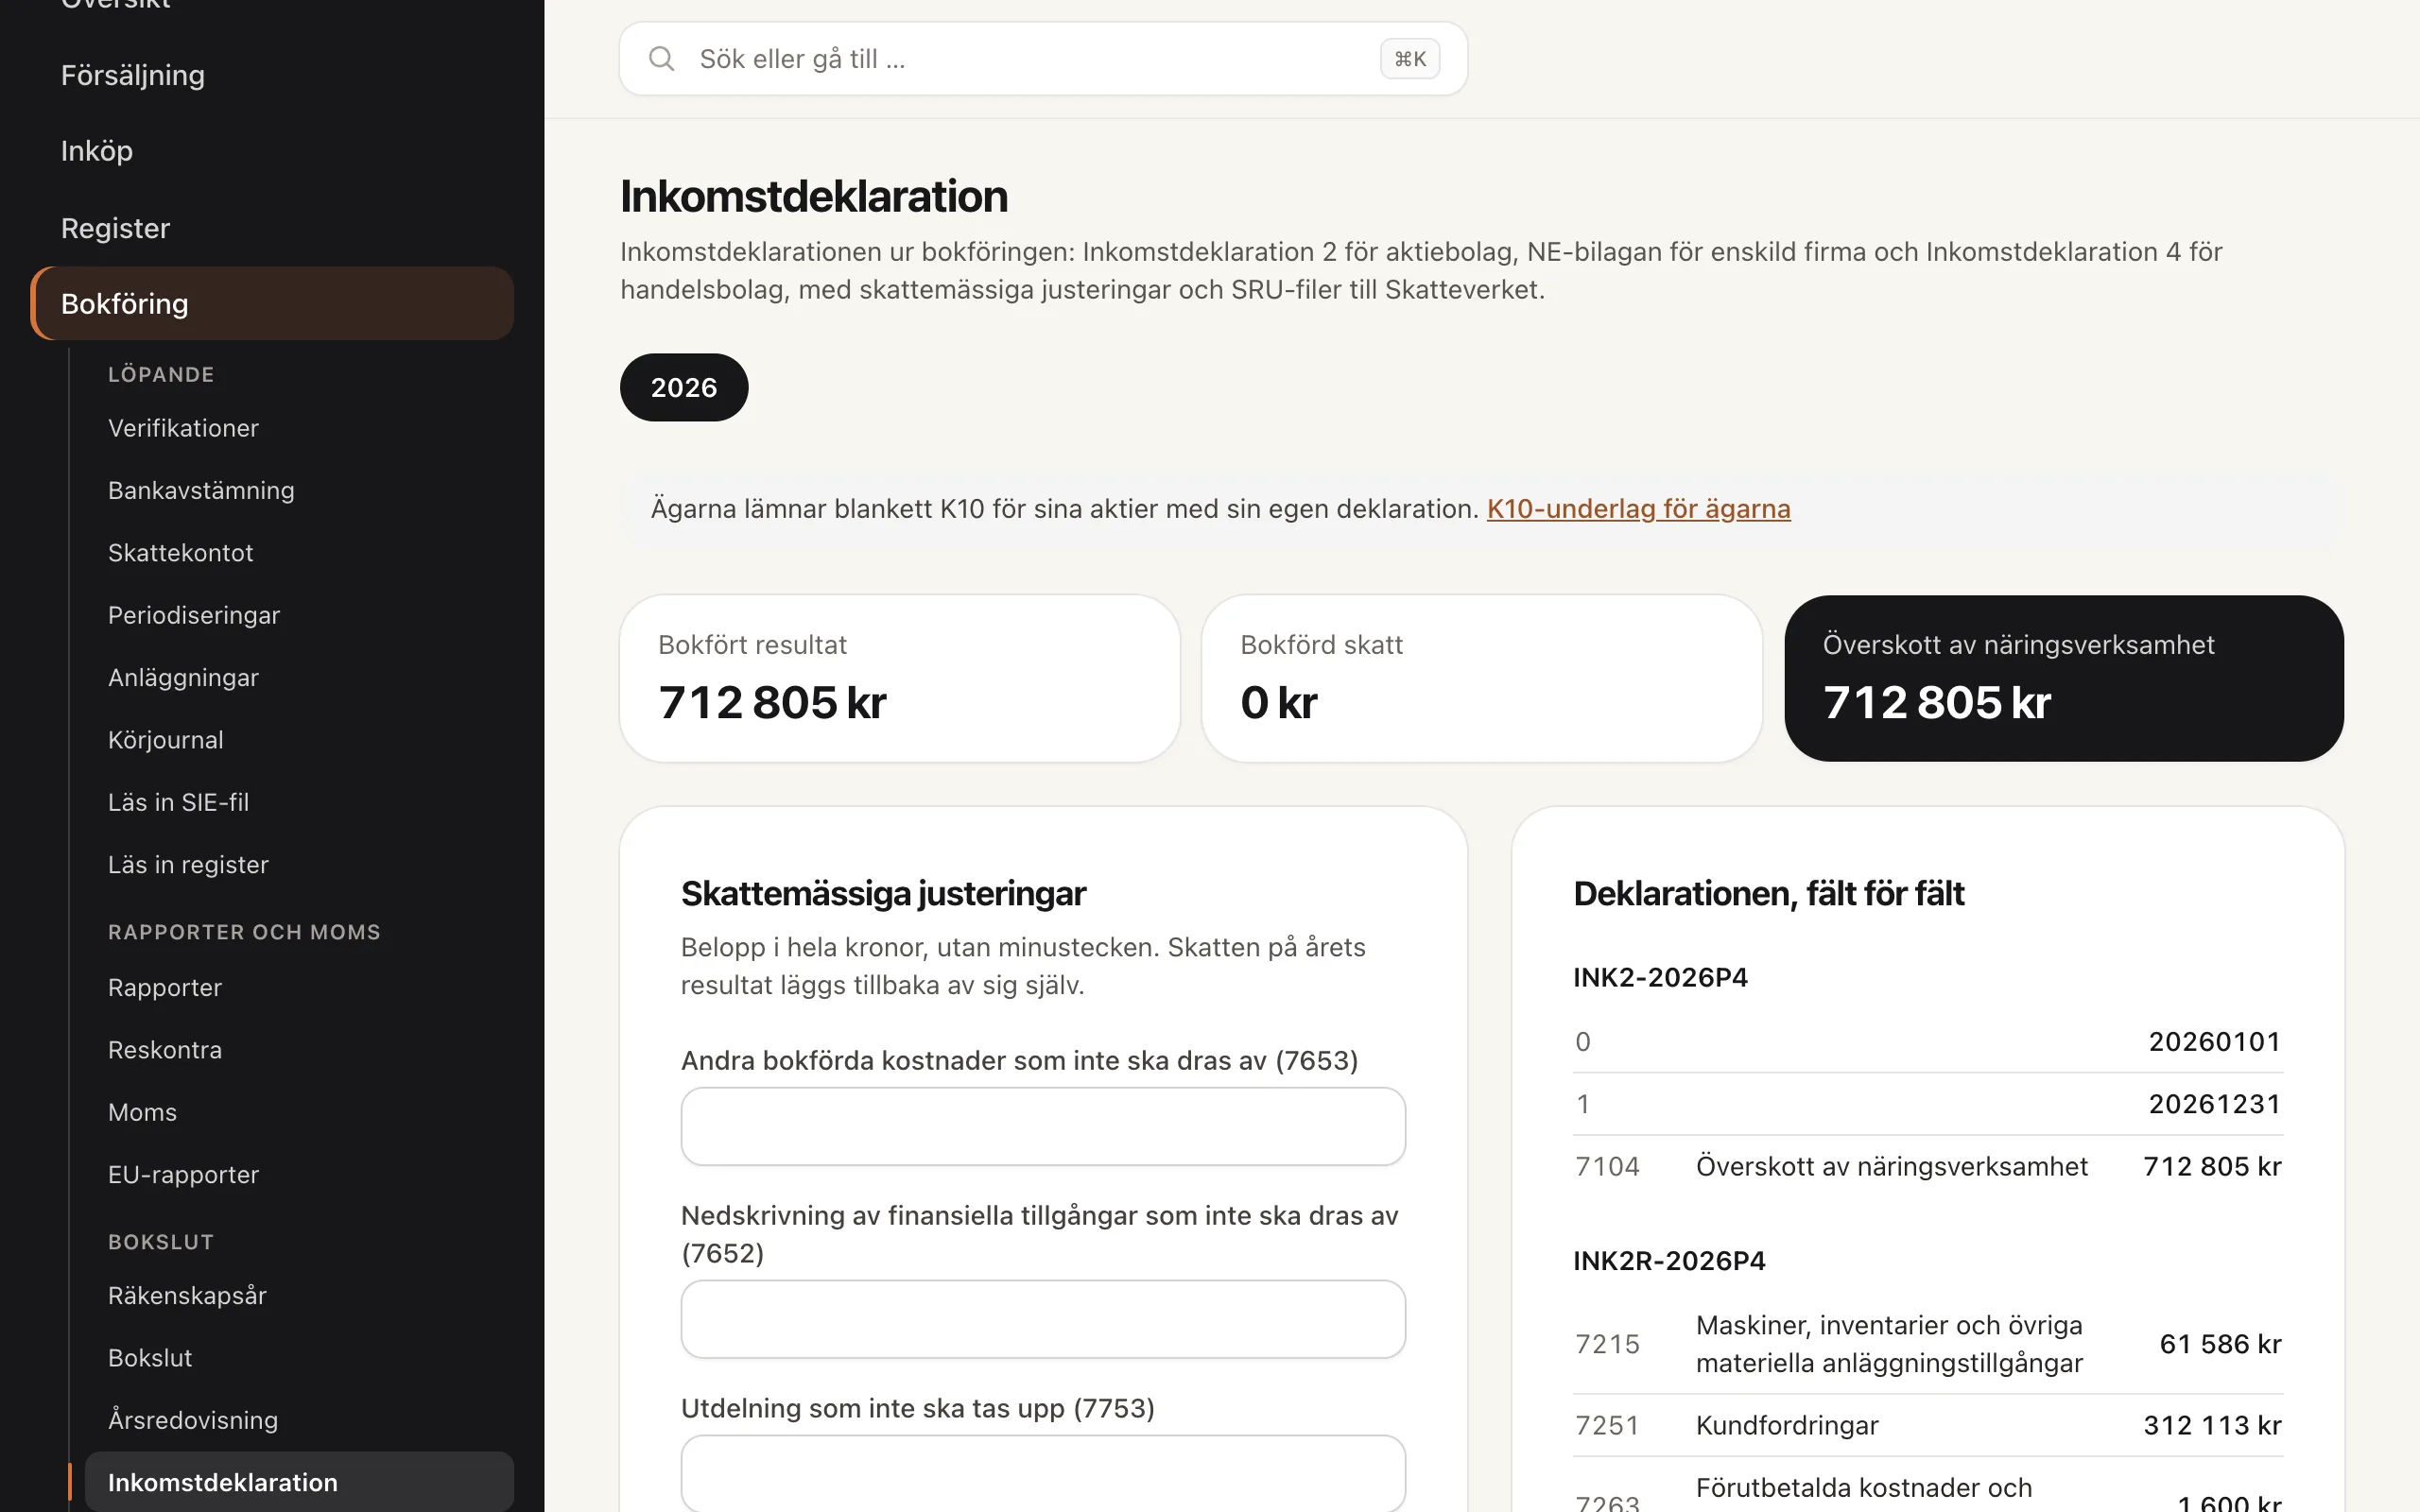 Översikt
Försäljning
Inköp
Register
Bokföring
LÖPANDE
Verifikationer
Bankavstämning
Skattekontot
Periodiseringar
Anläggningar
Körjournal
Läs in SIE-fil
Läs in register
RAPPORTER OCH MOMS
Rapporter
Reskontra
Moms
EU-rapporter
BOKSLUT
Räkenskapsår
Bokslut
Årsredovisning
Inkomstdeklaration
Sök eller gå till ...
⌘K
Inkomstdeklaration
Inkomstdeklarationen ur bokföringen: Inkomstdeklaration 2 för aktiebolag, NE-bilagan för enskild firma och Inkomstdeklaration 4 för
handelsbolag, med skattemässiga justeringar och SRU-filer till Skatteverket.
2026
Ägarna lämnar blankett K10 för sina aktier med sin egen deklaration. K10-underlag för ägarna
Bokfört resultat
712 805 kr
Bokförd skatt
0 kr
Överskott av näringsverksamhet
712 805 kr
Skattemässiga justeringar
Belopp i hela kronor, utan minustecken. Skatten på årets
resultat läggs tillbaka av sig själv.
Andra bokförda kostnader som inte ska dras av (7653)
Nedskrivning av finansiella tillgångar som inte ska dras av
(7652)
Utdelning som inte ska tas upp (7753)
Deklarationen, fält för fält
INK2-2026P4
0 20260101
1 20261231
7104 Överskott av näringsverksamhet 712 805 kr
INK2R-2026P4
7215 Maskiner, inventarier och övriga
materiella anläggningstillgångar 61 586 kr
7251 Kundfordringar 312 113 kr
7263 Förutbetalda kostnader och 1 600 kr